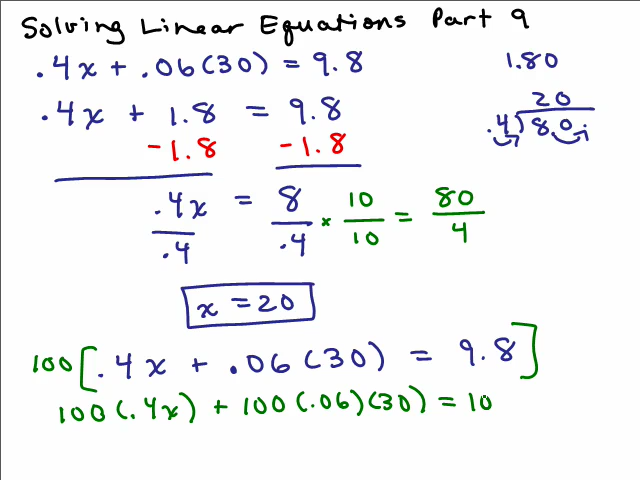 Solving Linear Equations Part 9
.4x + .06(30) = 9.8
1.80
.4x + 1.8 = 9.8
20
.4)80.
-1.8 -1.8
.4x/.4 = 8/.4 × 10/10 = 80/4
x = 20
100[.4x + .06(30) = 9.8]
100(.4x) + 100(.06)(30) = 10